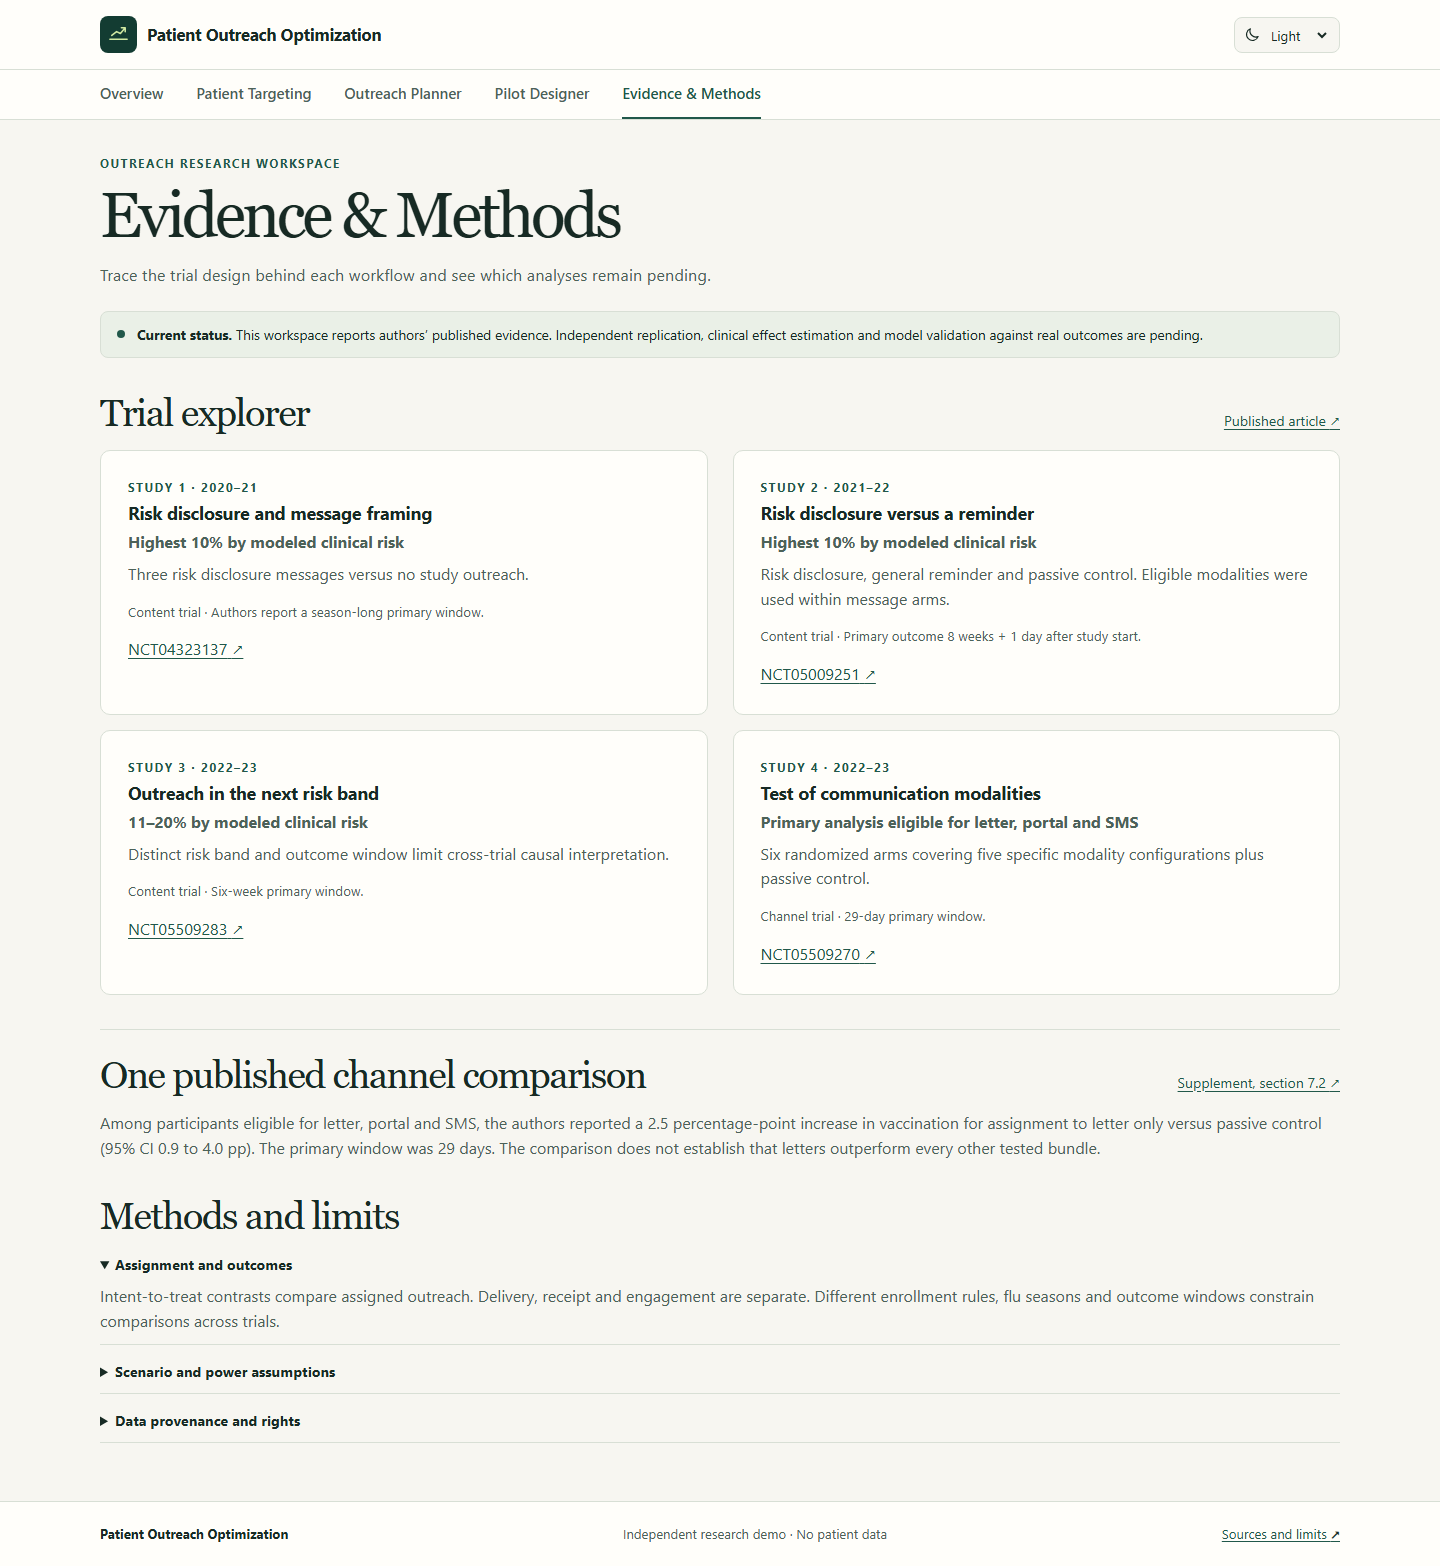 Patient Outreach Optimization
Light
Overview
Patient Targeting
Outreach Planner
Pilot Designer
Evidence & Methods
OUTREACH RESEARCH WORKSPACE
Evidence & Methods
Trace the trial design behind each workflow and see which analyses remain pending.
Current status. This workspace reports authors’ published evidence. Independent replication, clinical effect estimation and model validation against real outcomes are pending.
Trial explorer
Published article ↗
STUDY 1 · 2020–21
Risk disclosure and message framing
Highest 10% by modeled clinical risk
Three risk disclosure messages versus no study outreach.
Content trial · Authors report a season-long primary window.
NCT04323137 ↗
STUDY 2 · 2021–22
Risk disclosure versus a reminder
Highest 10% by modeled clinical risk
Risk disclosure, general reminder and passive control. Eligible modalities were
used within message arms.
Content trial · Primary outcome 8 weeks + 1 day after study start.
NCT05009251 ↗
STUDY 3 · 2022–23
Outreach in the next risk band
11–20% by modeled clinical risk
Distinct risk band and outcome window limit cross-trial causal interpretation.
Content trial · Six-week primary window.
NCT05509283 ↗
STUDY 4 · 2022–23
Test of communication modalities
Primary analysis eligible for letter, portal and SMS
Six randomized arms covering five specific modality configurations plus
passive control.
Channel trial · 29-day primary window.
NCT05509270 ↗
One published channel comparison
Supplement, section 7.2 ↗
Among participants eligible for letter, portal and SMS, the authors reported a 2.5 percentage-point increase in vaccination for assignment to letter only versus passive control
(95% CI 0.9 to 4.0 pp). The primary window was 29 days. The comparison does not establish that letters outperform every other tested bundle.
Methods and limits
▼ Assignment and outcomes
Intent-to-treat contrasts compare assigned outreach. Delivery, receipt and engagement are separate. Different enrollment rules, flu seasons and outcome windows constrain
comparisons across trials.
▶ Scenario and power assumptions
▶ Data provenance and rights
Patient Outreach Optimization
Independent research demo · No patient data
Sources and limits ↗